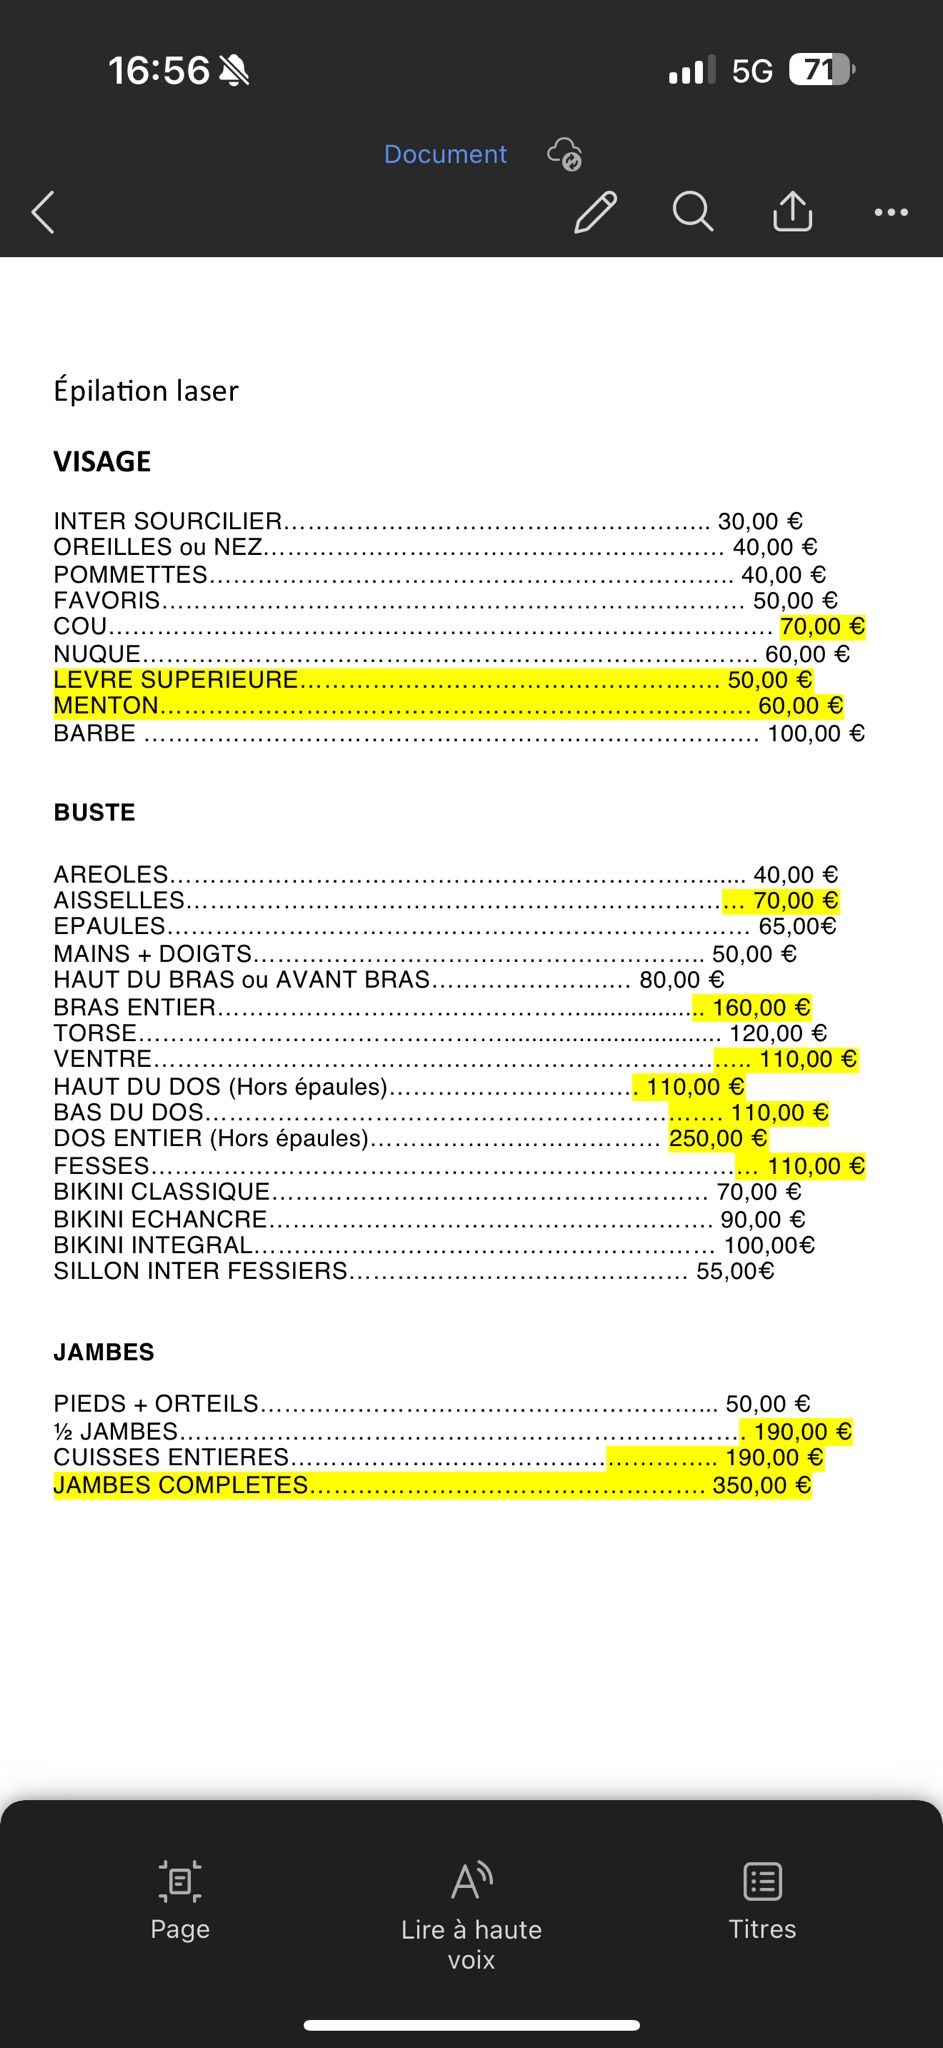 16:56 5G 71
Document
Épilation laser
VISAGE
INTER SOURCILIER…………………………………………….. 30,00 €
OREILLES ou NEZ………………………………………………… 40,00 €
POMMETTES……………………………………………………….. 40,00 €
FAVORIS……………………………………………………………… 50,00 €
COU………………………………………………………………………. 70,00 €
NUQUE…………………………………………………………………. 60,00 €
LEVRE SUPERIEURE……………………………………………. 50,00 €
MENTON………………………………………………………………. 60,00 €
BARBE …………………………………………………………………. 100,00 €
BUSTE
AREOLES…………………………………………………………...... 40,00 €
AISSELLES…………………………………………………………… 70,00 €
EPAULES……………………………………………………………… 65,00€
MAINS + DOIGTS……………………………………………….. 50,00 €
HAUT DU BRAS ou AVANT BRAS……………………. 80,00 €
BRAS ENTIER………………………………………..................… 160,00 €
TORSE………………………………………................................ 120,00 €
VENTRE……………………………………………………………….. 110,00 €
HAUT DU DOS (Hors épaules)…………………………. 110,00 €
BAS DU DOS……………………………………………………… 110,00 €
DOS ENTIER (Hors épaules)……………………………… 250,00 €
FESSES………………………………………………………………… 110,00 €
BIKINI CLASSIQUE……………………………………………… 70,00 €
BIKINI ECHANCRE………………………………………………. 90,00 €
BIKINI INTEGRAL………………………………………………… 100,00€
SILLON INTER FESSIERS…………………………………… 55,00€
JAMBES
PIEDS + ORTEILS………………………………………………... 50,00 €
½ JAMBES……………………………………………………………. 190,00 €
CUISSES ENTIERES…………………………………………….. 190,00 €
JAMBES COMPLETES…………………………………………. 350,00 €
Page
Lire à haute
voix
Titres